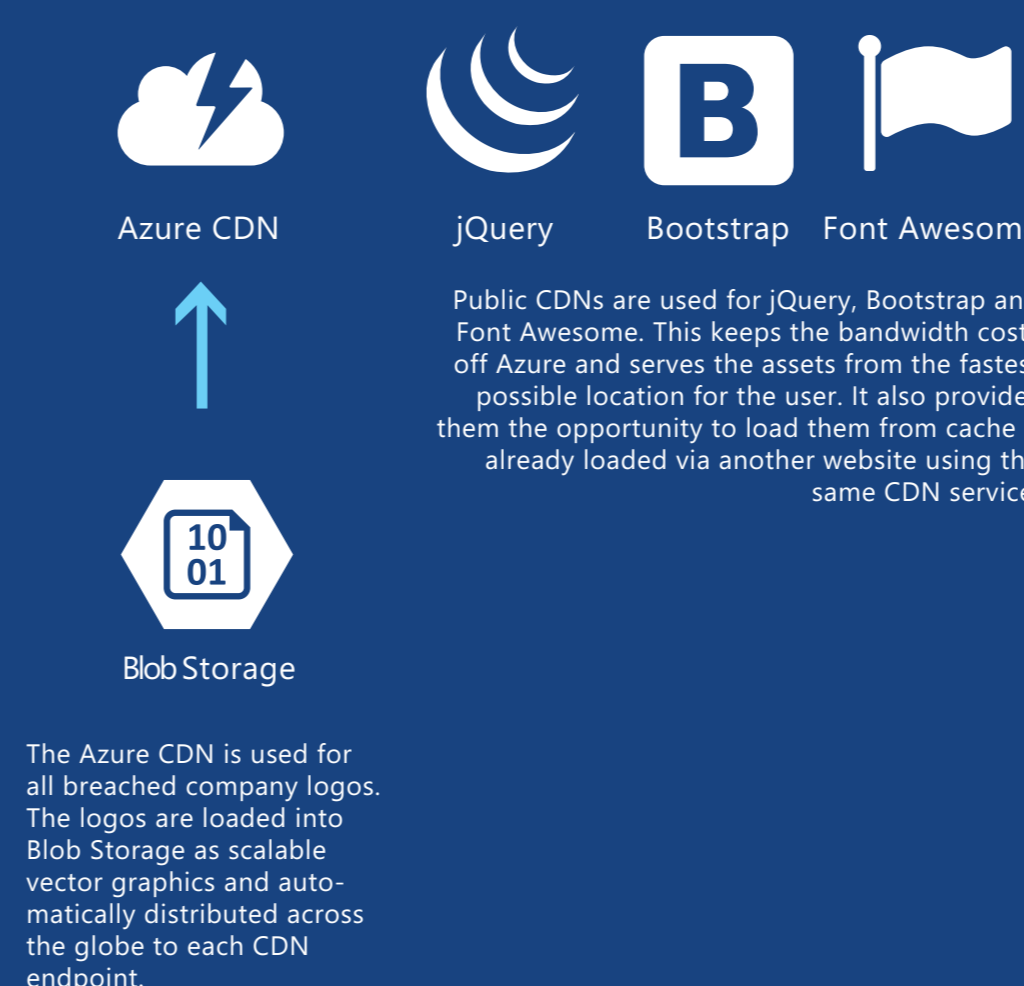 Azure CDN
jQuery
B
Bootstrap
Font Awesom
Public CDNs are used for jQuery, Bootstrap an
Font Awesome. This keeps the bandwidth cost
off Azure and serves the assets from the fastes
possible location for the user. It also provide
them the opportunity to load them from cache
already loaded via another website using th
same CDN service
10
01
Blob Storage
The Azure CDN is used for
all breached company logos.
The logos are loaded into
Blob Storage as scalable
vector graphics and auto-
matically distributed across
the globe to each CDN
endpoint.